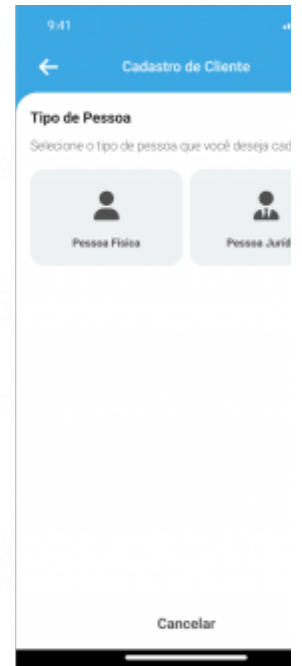 9:41
Cadastro de Cliente
Tipo de Pessoa
Selecione o tipo de pessoa que você deseja cad
Pessoa Física
Pessoa Juríd
Cancelar